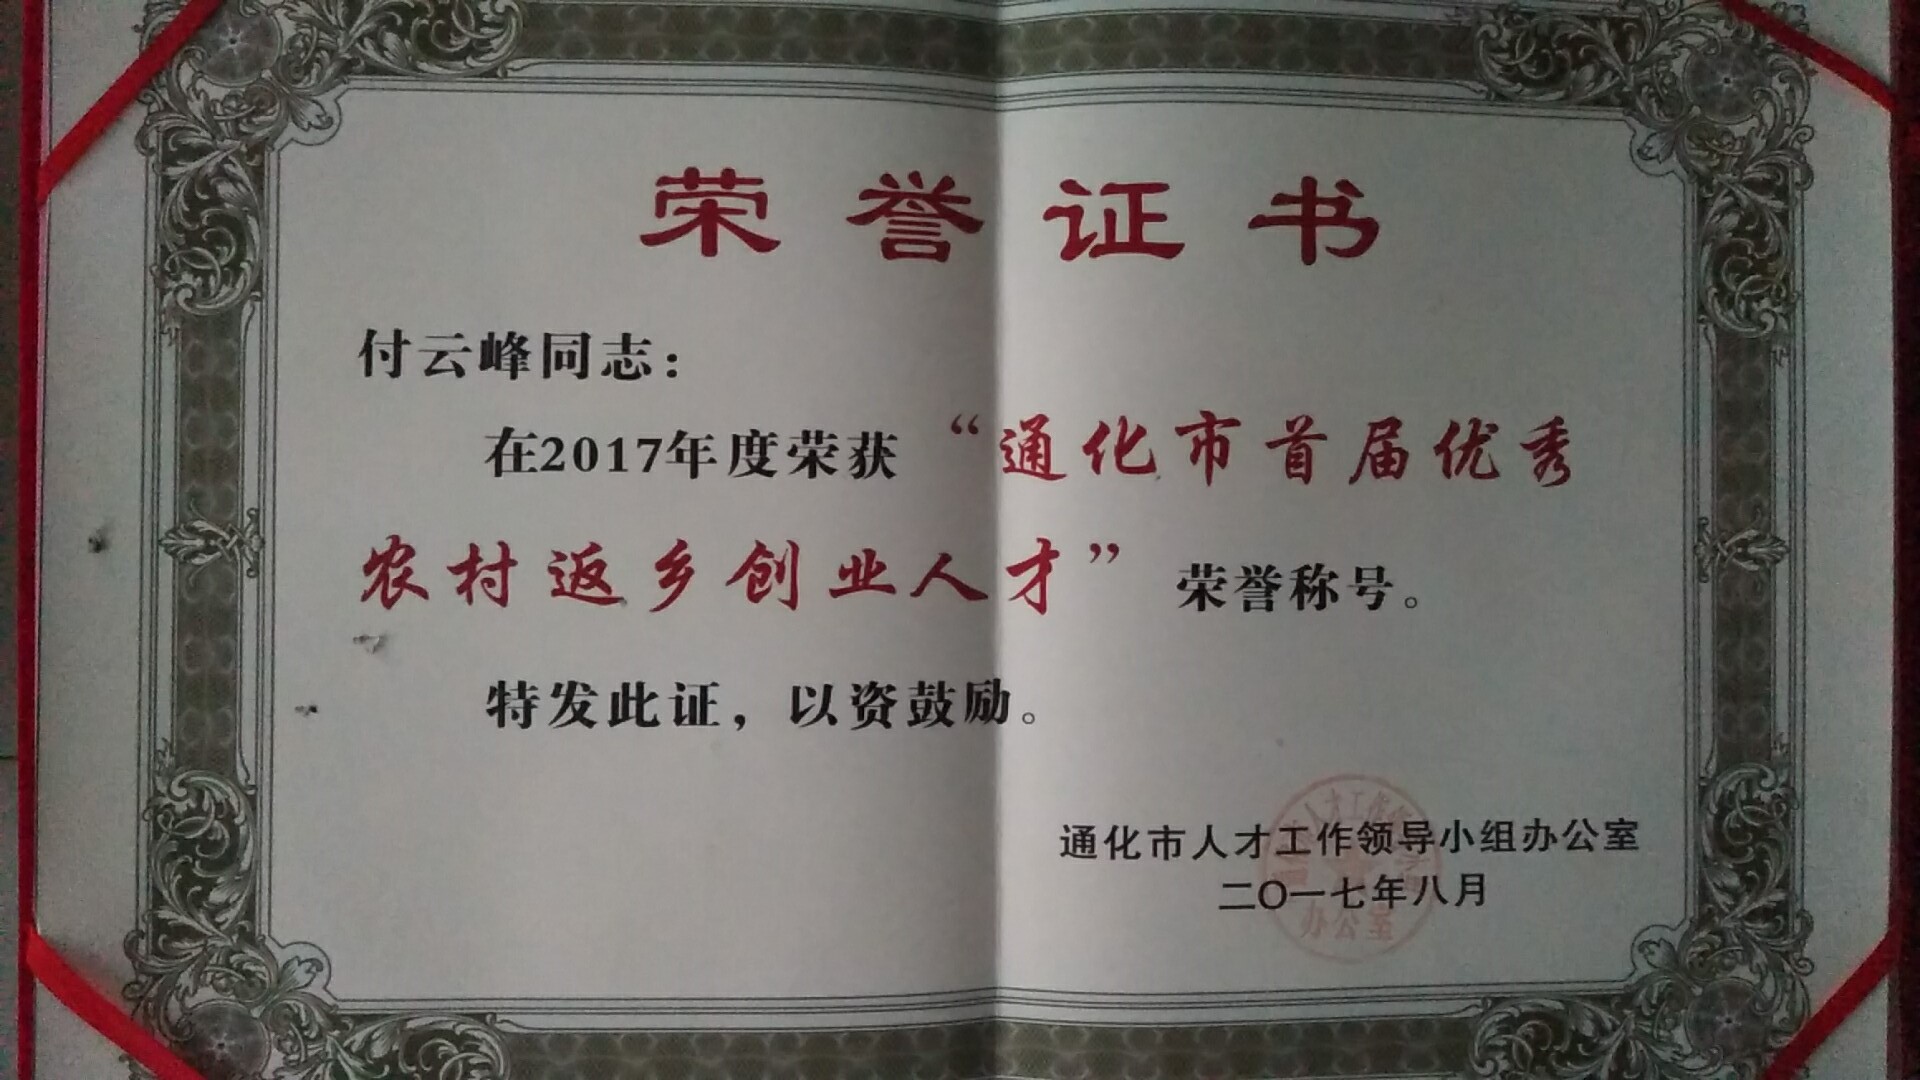 荣誉证书
付云峰同志：
在2017年度荣获“通化市首届优秀
农村返乡创业人才”荣誉称号。
特发此证，以资鼓励。
通化市人才工作领导小组办公室
二〇一七年八月
办公室